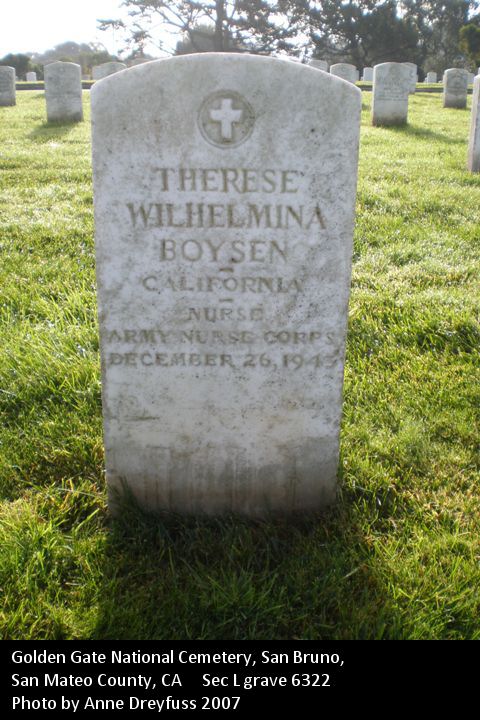 THERESE
WILHELMINA
BOYSEN
CALIFORNIA
NURSE
ARMY NURSE CORPS
DECEMBER 26, 1943
Golden Gate National Cemetery, San Bruno,
San Mateo County, CA Sec L grave 6322
Photo by Anne Dreyfuss 2007